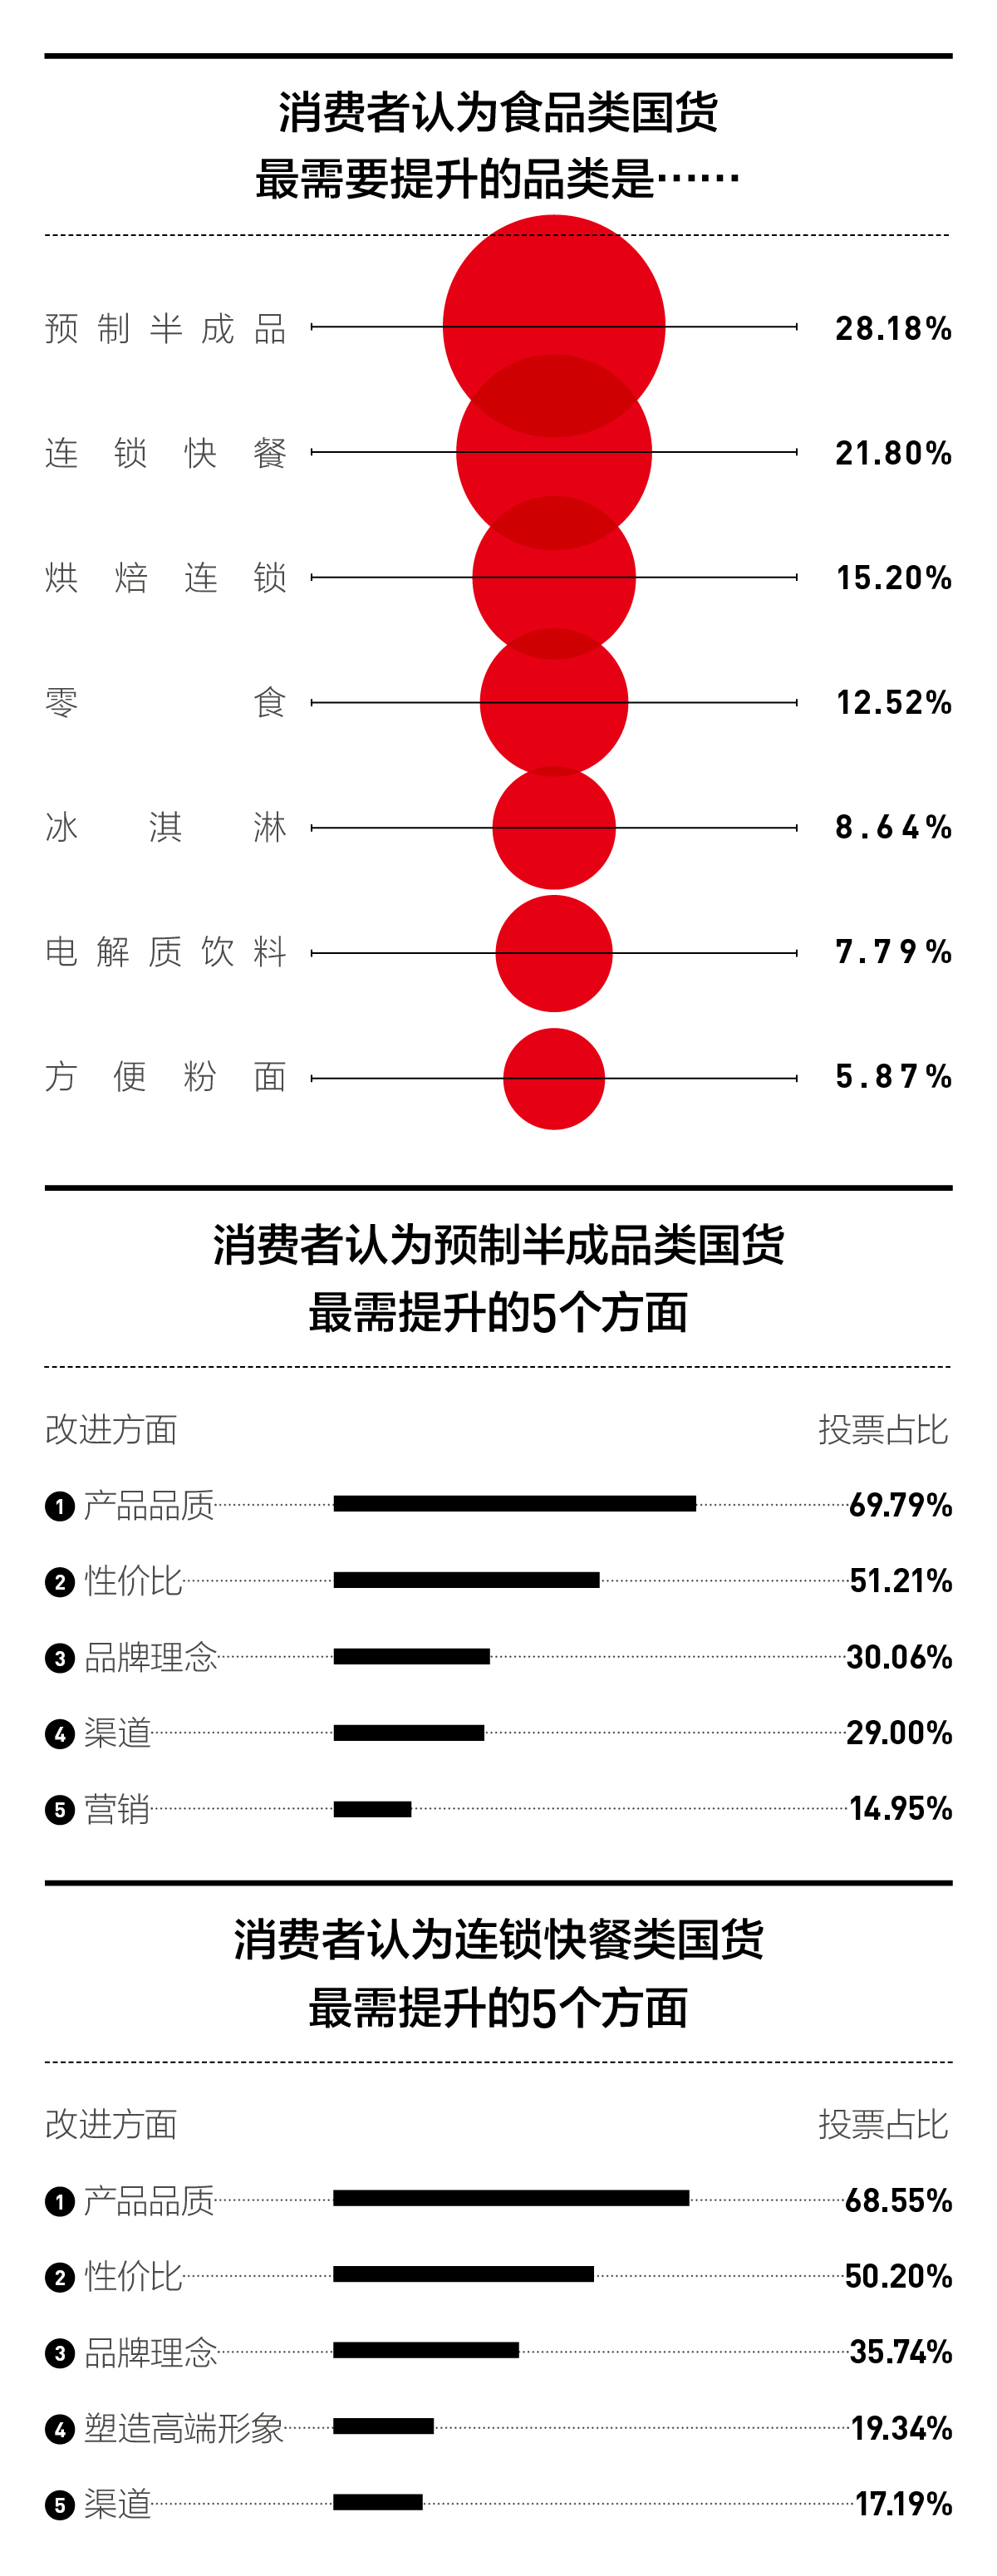 消费者认为食品类国货
最需要提升的品类是……
预制半成品 28.18%
连锁快餐 21.80%
烘焙连锁 15.20%
零食 12.52%
冰淇淋 8.64%
电解质饮料 7.79%
方便粉面 5.87%
消费者认为预制半成品类国货
最需提升的5个方面
改进方面 投票占比
1 产品品质 69.79%
2 性价比 51.21%
3 品牌理念 30.06%
4 渠道 29.00%
5 营销 14.95%
消费者认为连锁快餐类国货
最需提升的5个方面
改进方面 投票占比
1 产品品质 68.55%
2 性价比 50.20%
3 品牌理念 35.74%
4 塑造高端形象 19.34%
5 渠道 17.19%